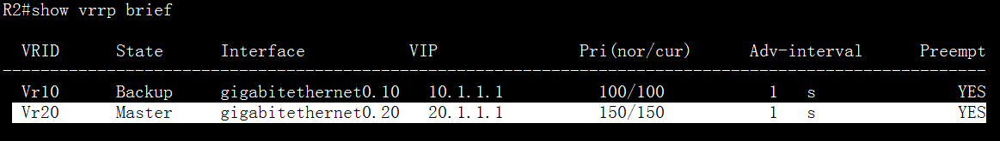 R2#show vrrp brief
VRID State Interface VIP Pri(nor/cur) Adv-interval Preempt
--------------------------------------------------------------------------------------------------------
Vr10 Backup gigabitethernet0.10 10.1.1.1 100/100 1 s YES
Vr20 Master gigabitethernet0.20 20.1.1.1 150/150 1 s YES